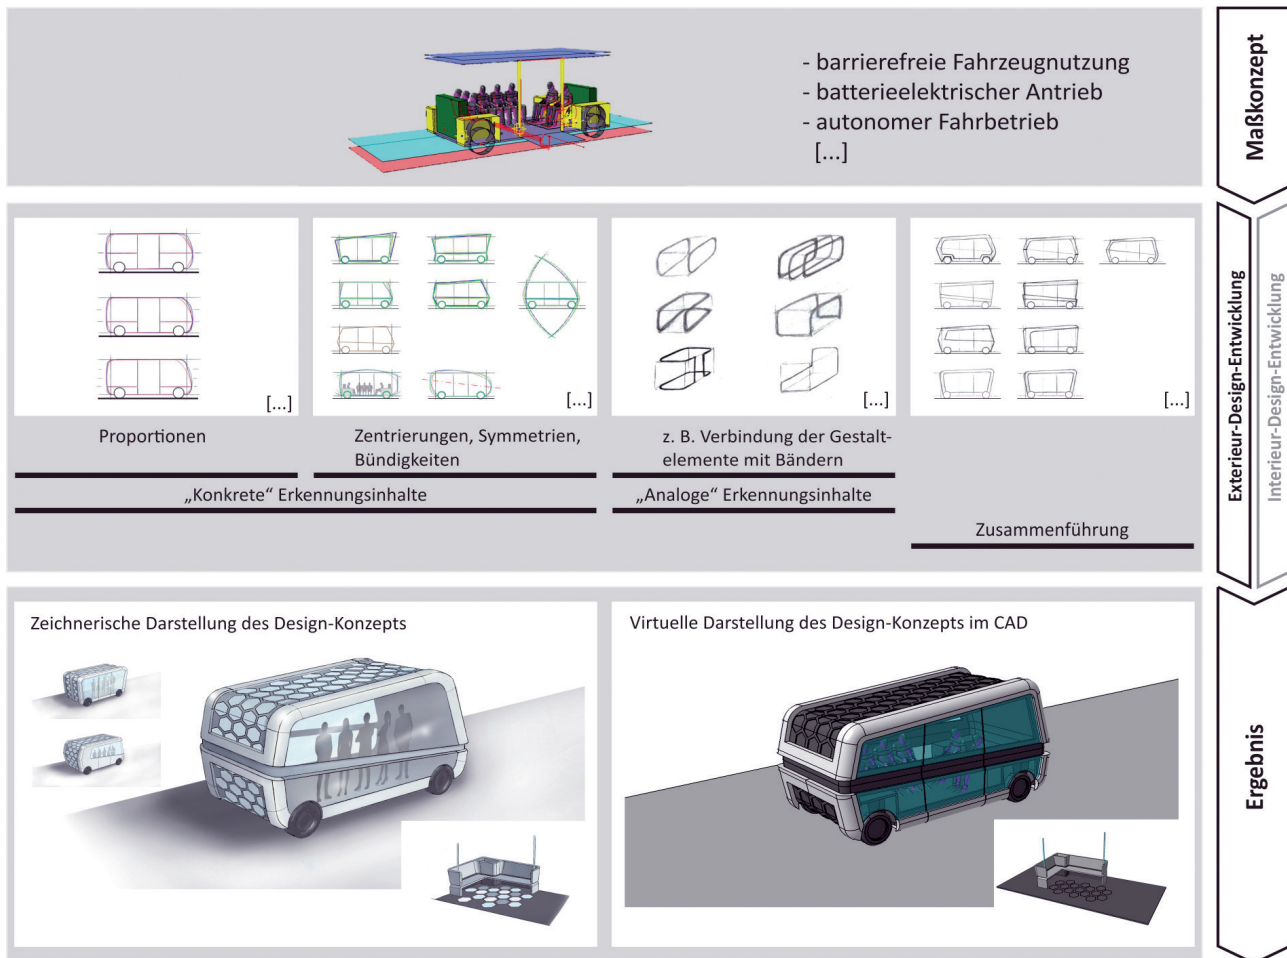 - barrierefreie Fahrzeugnutzung
- batterieelektrischer Antrieb
- autonomer Fahrbetrieb
[...]
Maßkonzept
[...]
[...]
[...]
[...]
Proportionen
Zentrierungen, Symmetrien,
Bündigkeiten
z. B. Verbindung der Gestalt-
elemente mit Bändern
„Konkrete“ Erkennungsinhalte
„Analoge“ Erkennungsinhalte
Zusammenführung
Exterieur-Design-Entwicklung
Interieur-Design-Entwicklung
Zeichnerische Darstellung des Design-Konzepts
Virtuelle Darstellung des Design-Konzepts im CAD
Ergebnis